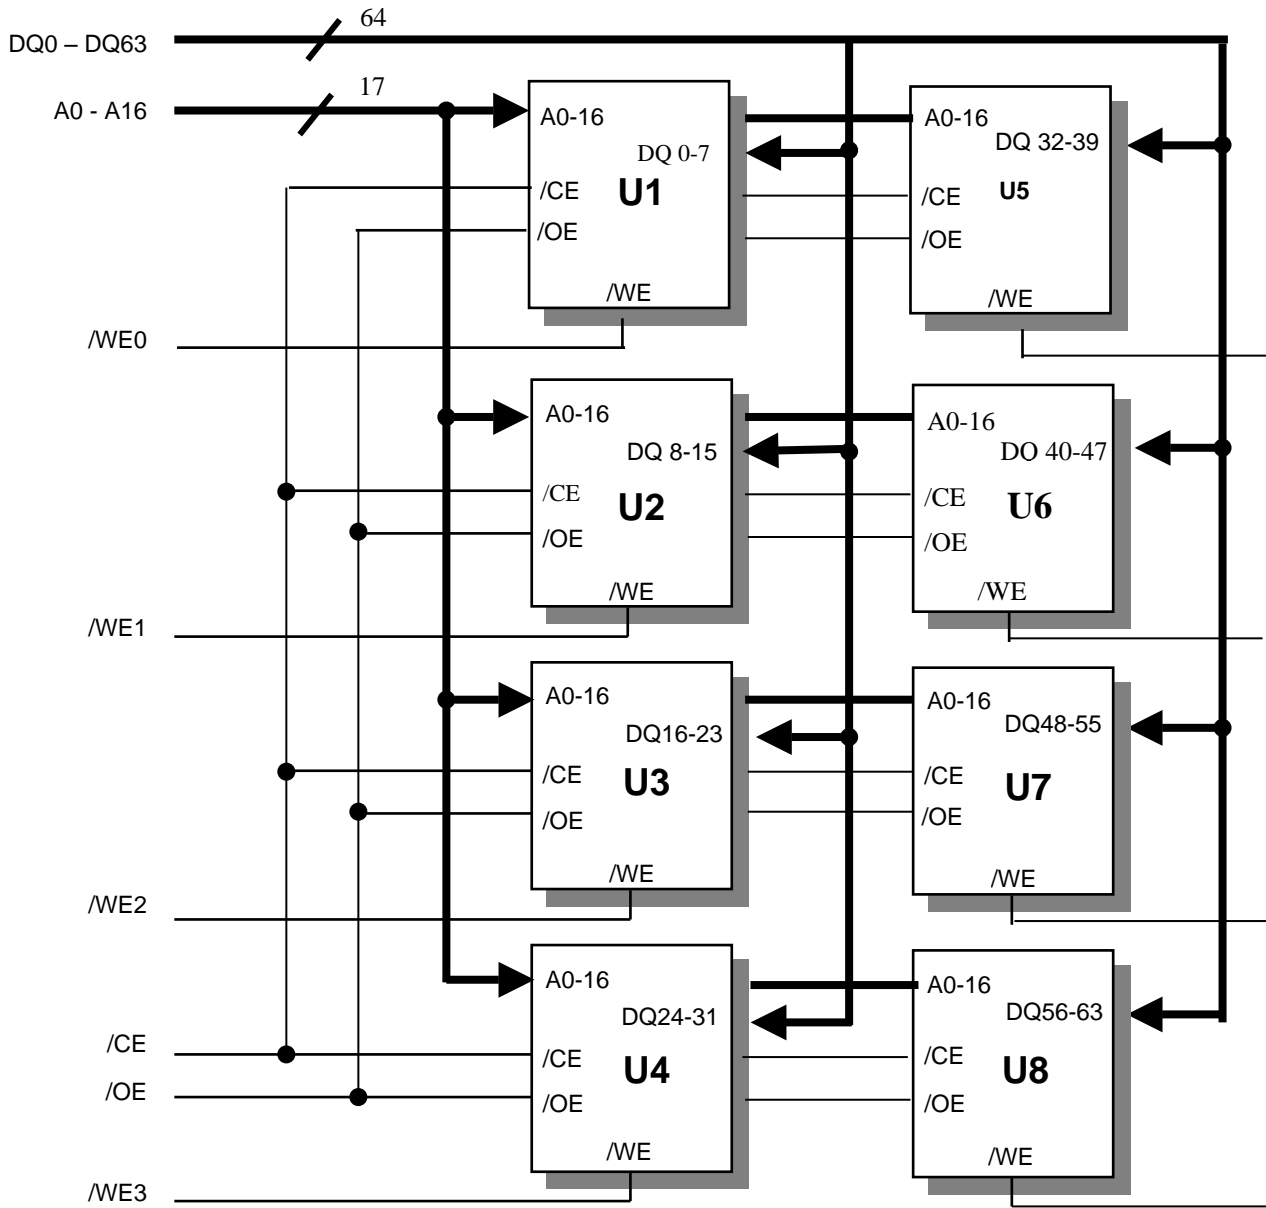 DQ0 – DQ63
64
A0 - A16
17
A0-16
DQ 0-7
/CE
U1
/OE
/WE
A0-16
DQ 32-39
U5
/CE
/OE
/WE
/WE0
A0-16
DQ 8-15
/CE
U2
/OE
/WE
A0-16
DO 40-47
/CE
U6
/OE
/WE
/WE1
A0-16
DQ16-23
/CE
U3
/OE
/WE
A0-16
DQ48-55
/CE
U7
/OE
/WE
/WE2
A0-16
DQ24-31
/CE
U4
/OE
/WE
A0-16
DQ56-63
/CE
U8
/OE
/WE
/CE
/OE
/WE3